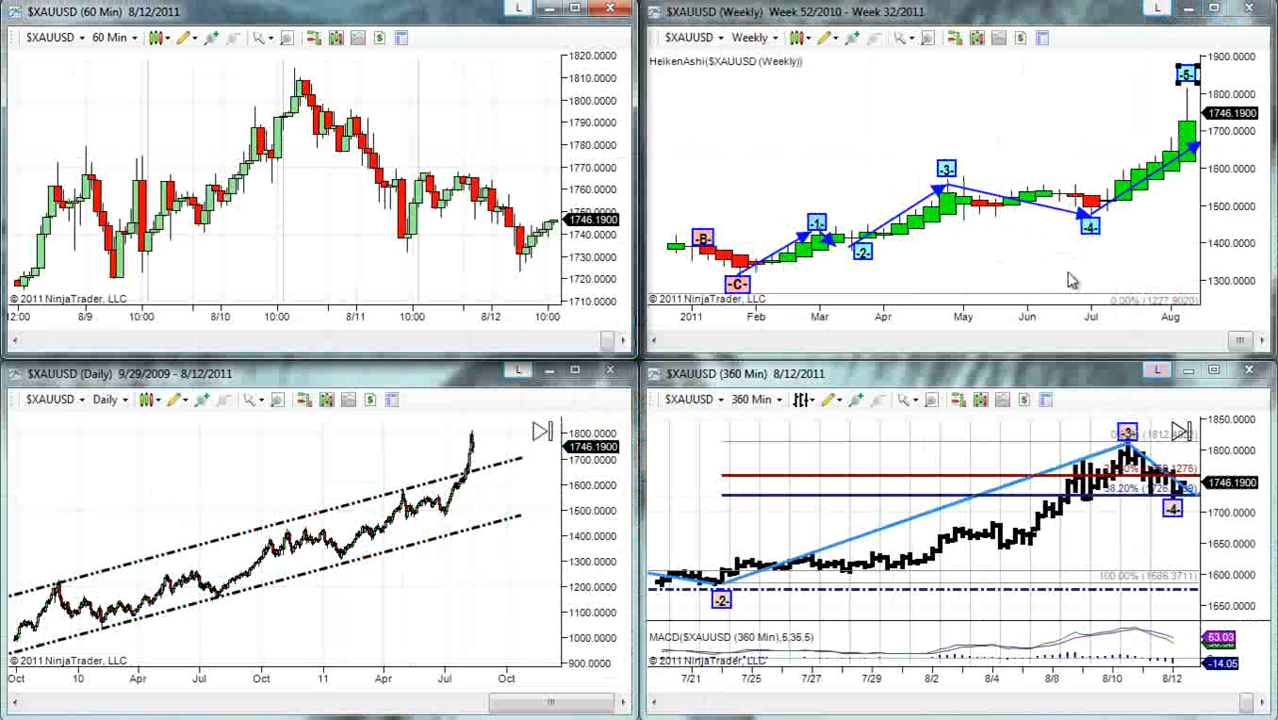 $XAUUSD (60 Min) 8/12/2011
L
$XAUUSD 60 Min
1820.0000
1810.0000
1800.0000
1790.0000
1780.0000
1770.0000
1760.0000
1750.0000
1746.1900
1740.0000
1730.0000
1720.0000
1710.0000
© 2011 NinjaTrader, LLC
12:00 8/9 10:00 8/10 10:00 8/11 10:00 8/12 10:00
$XAUUSD (Weekly) Week 52/2010 - Week 32/2011
L
$XAUUSD Weekly
HeikenAshi($XAUUSD (Weekly))
-5-
-3-
-1-
-B-
-2-
-4-
-C-
1900.0000
1800.0000
1746.1900
1700.0000
1600.0000
1500.0000
1400.0000
1300.0000
0.00% (1277.9020)
© 2011 NinjaTrader, LLC
2011 Feb Mar Apr May Jun Jul Aug
$XAUUSD (Daily) 9/29/2009 - 8/12/2011
L
$XAUUSD Daily
1800.0000
1746.1900
1700.0000
1600.0000
1500.0000
1400.0000
1300.0000
1200.0000
1100.0000
1000.0000
900.0000
© 2011 NinjaTrader, LLC
Oct 10 Apr Jul Oct 11 Apr Jul Oct
$XAUUSD (360 Min) 8/12/2011
L
$XAUUSD 360 Min
-3-
-4-
100.00% (1586.3711)
-2-
1850.0000
1800.0000
1746.1900
1700.0000
1650.0000
1600.0000
1650.0000
MACD($XAUUSD (360 Min),5,35,5)
53.03
-14.05
© 2011 NinjaTrader, LLC
7/21 7/25 7/27 7/29 8/2 8/4 8/8 8/10 8/12